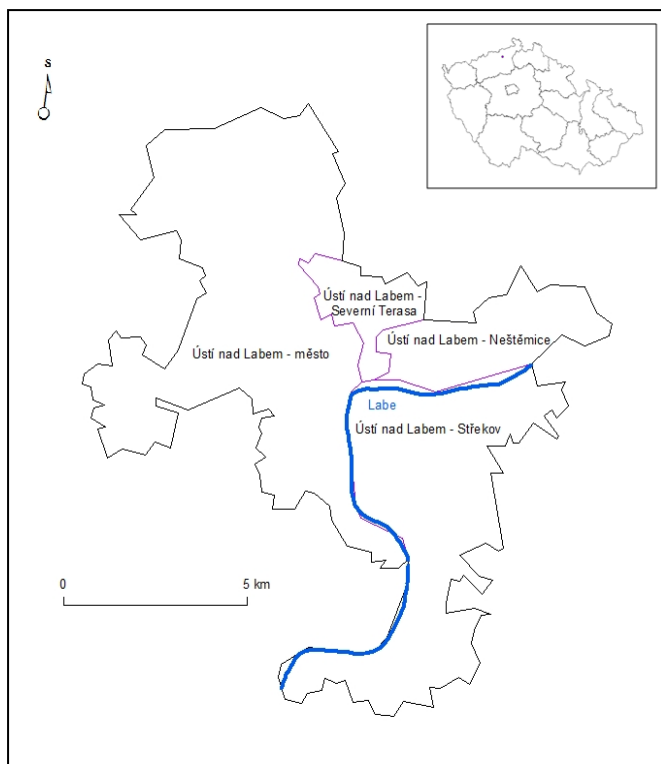 s
Ústí nad Labem -
Severní Terasa
Ústí nad Labem - Neštěmice
Ústí nad Labem - město
Labe
Ústí nad Labem - Střekov
0 5 km